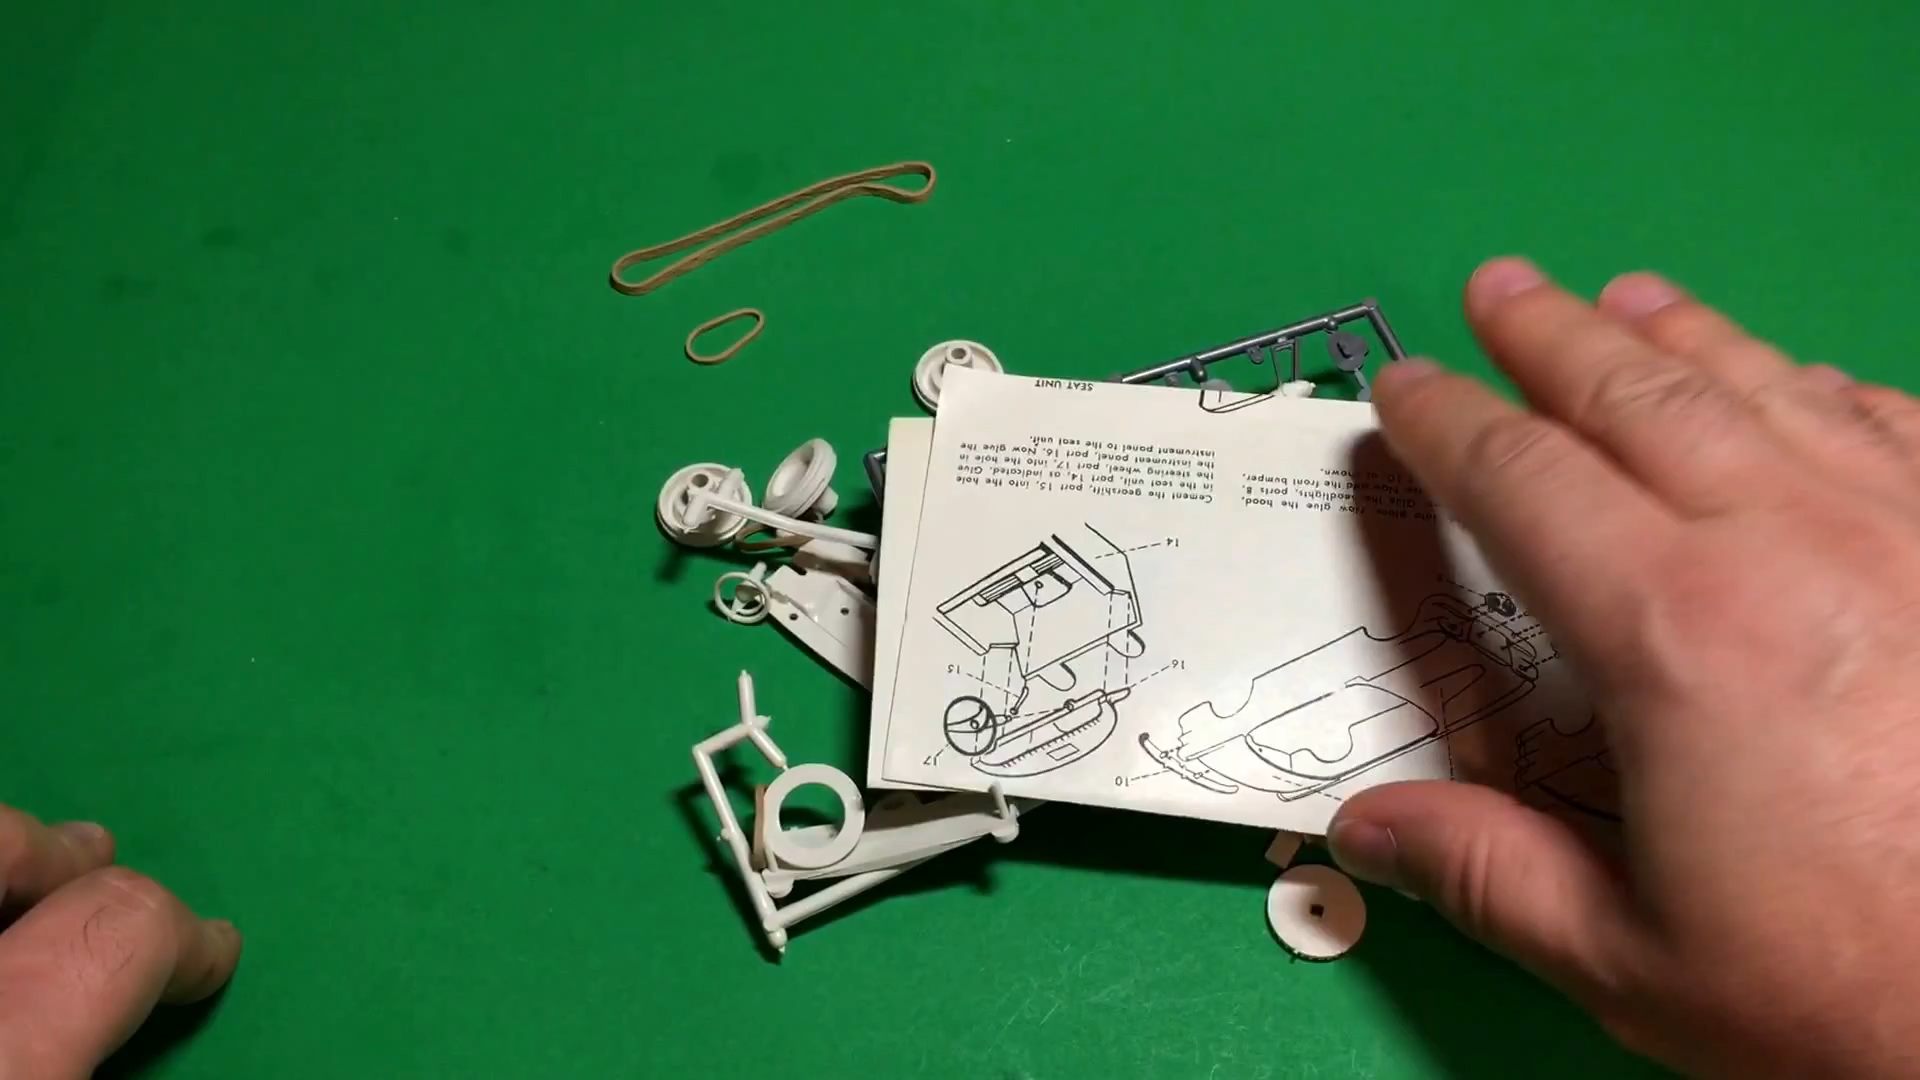 Cement the gearshift, part 15, into the hole
in the seat unit, part 14, as indicated. Glue
the steering wheel, part 17, into the hole in
the instrument panel, part 16. Now glue the
instrument panel to the seat unit.
SEAT UNIT
glue the hood,
Glue the headlights, parts 8
and the front bumper,
10 as shown.
10
17
16
15
14